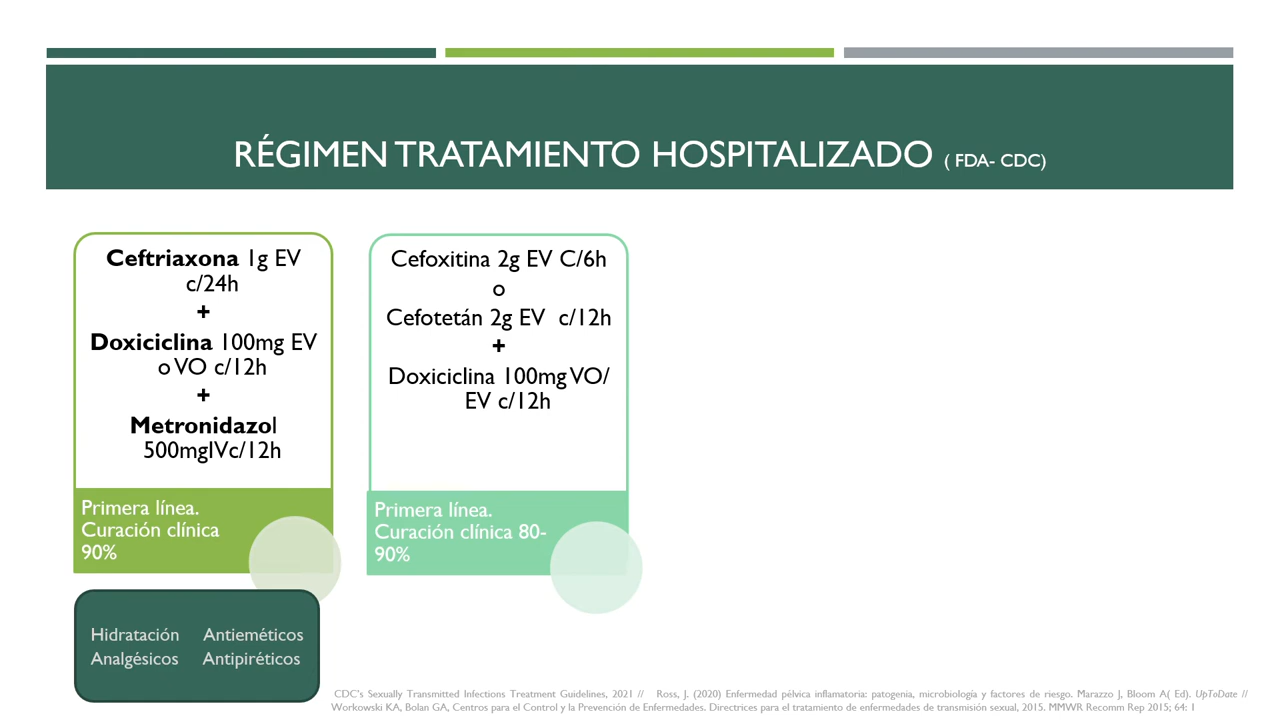 RÉGIMEN TRATAMIENTO HOSPITALIZADO ( FDA- CDC)
Ceftriaxona 1g EV
c/24h
+
Doxiciclina 100mg EV
o VO c/12h
+
Metronidazol
500mgIVc/12h
Primera línea.
Curación clínica
90%
Cefoxitina 2g EV C/6h
o
Cefotetán 2g EV c/12h
+
Doxiciclina 100mg VO/
EV c/12h
Primera línea.
Curación clínica 80-
90%
Hidratación Antieméticos
Analgésicos Antipiréticos
CDC's Sexually Transmitted Infections Treatment Guidelines, 2021 // Ross, J. (2020) Enfermedad pélvica inflamatoria: patogenia, microbiología y factores de riesgo. Marazzo J, Bloom A( Ed). UpToDate //
Workowski KA, Bolan GA, Centros para el Control y la Prevención de Enfermedades. Directrices para el tratamiento de enfermedades de transmisión sexual, 2015. MMWR Recomm Rep 2015; 64: 1